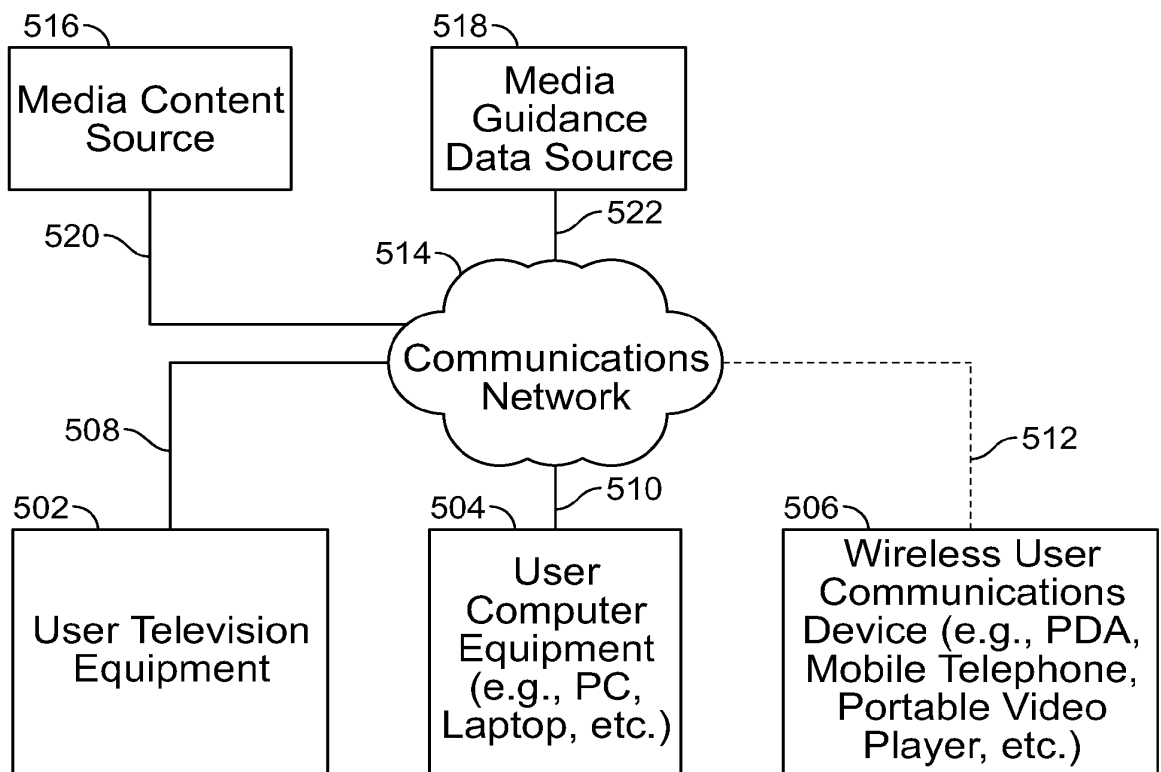 516
Media Content
Source
518
Media
Guidance
Data Source
520
522
514
Communications
Network
508
512
510
502
User Television
Equipment
504
User
Computer
Equipment
(e.g., PC,
Laptop, etc.)
506
Wireless User
Communications
Device (e.g., PDA,
Mobile Telephone,
Portable Video
Player, etc.)